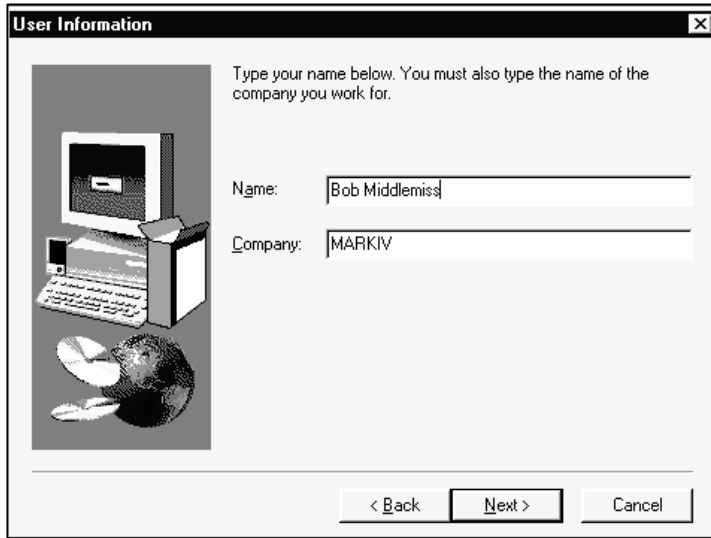 User Information
Type your name below. You must also type the name of the
company you work for.
Name: Bob Middlemiss
Company: MARKIV
< Back Next > Cancel